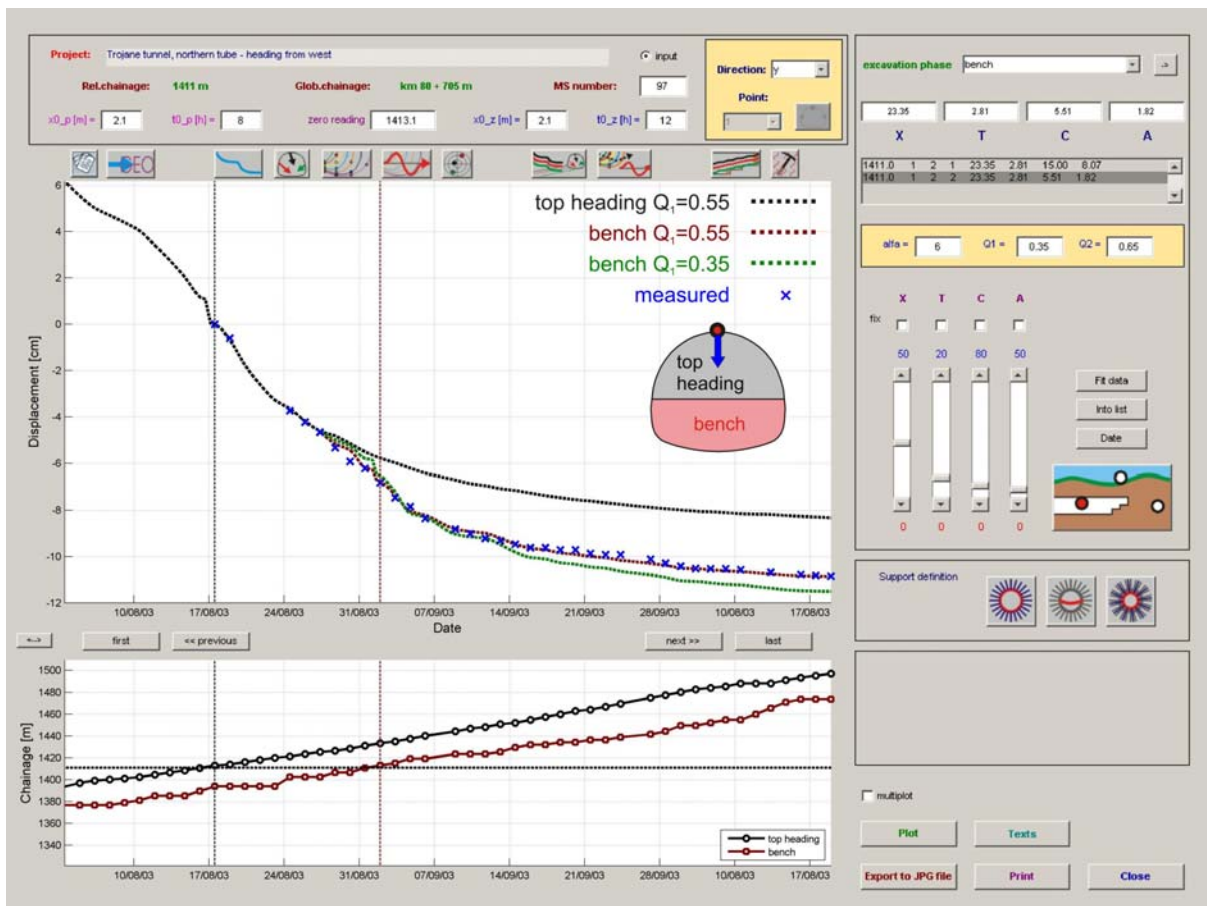 Project: Trojane tunnel, northern tube - heading from west
input
Rel.chainage: 1411 m Glob.chainage: km 80 + 705 m MS number: 97
x0_p [m] = 2.1 t0_p [h] = 8 zero reading 1413.1 x0_z [m] = 2.1 t0_z [h] = 12
Direction: y
Point:
1
excavation phase bench ->
23.35 2.81 5.51 1.82
X T C A
1411.0 1 2 1 23.35 2.81 15.00 6.07
1411.0 1 2 2 23.35 2.81 5.51 1.82
alfa = 6 Q1 = 0.35 Q2 = 0.65
X T C A
fix
50 20 80 50
0 0 0 0
Fit data
Into list
Date
Support definition
DEO
top heading Q₁=0.55
bench Q₁=0.55
bench Q₁=0.35
measured
top
heading
bench
Displacement [cm]
6
4
2
0
-2
-4
-6
-8
-10
-12
10/08/03 17/08/03 24/08/03 31/08/03 07/09/03 14/09/03 21/09/03 28/09/03 10/08/03 17/08/03
Date
first << previous next >> last
Chainage [m]
1500
1480
1460
1440
1420
1400
1380
1360
1340
top heading
bench
10/08/03 17/08/03 24/08/03 31/08/03 07/09/03 14/09/03 21/09/03 28/09/03 10/08/03 17/08/03
multiplot
Plot Texts
Export to JPG file Print Close